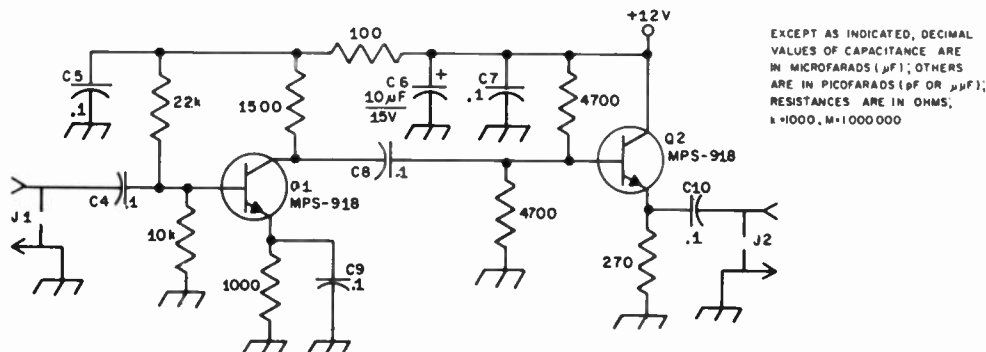 +12V
100
EXCEPT AS INDICATED, DECIMAL
VALUES OF CAPACITANCE ARE
IN MICROFARADS (µF); OTHERS
ARE IN PICOFARADS (pF OR µµF);
RESISTANCES ARE IN OHMS;
k=1000, M=1000000
C5
.1
22k
1500
C6
+
10µF
15V
C7
.1
4700
Q2
MPS-918
C8
.1
Q1
MPS-918
C4
.1
J1
10k
4700
C10
.1
J2
1000
C9
.1
270